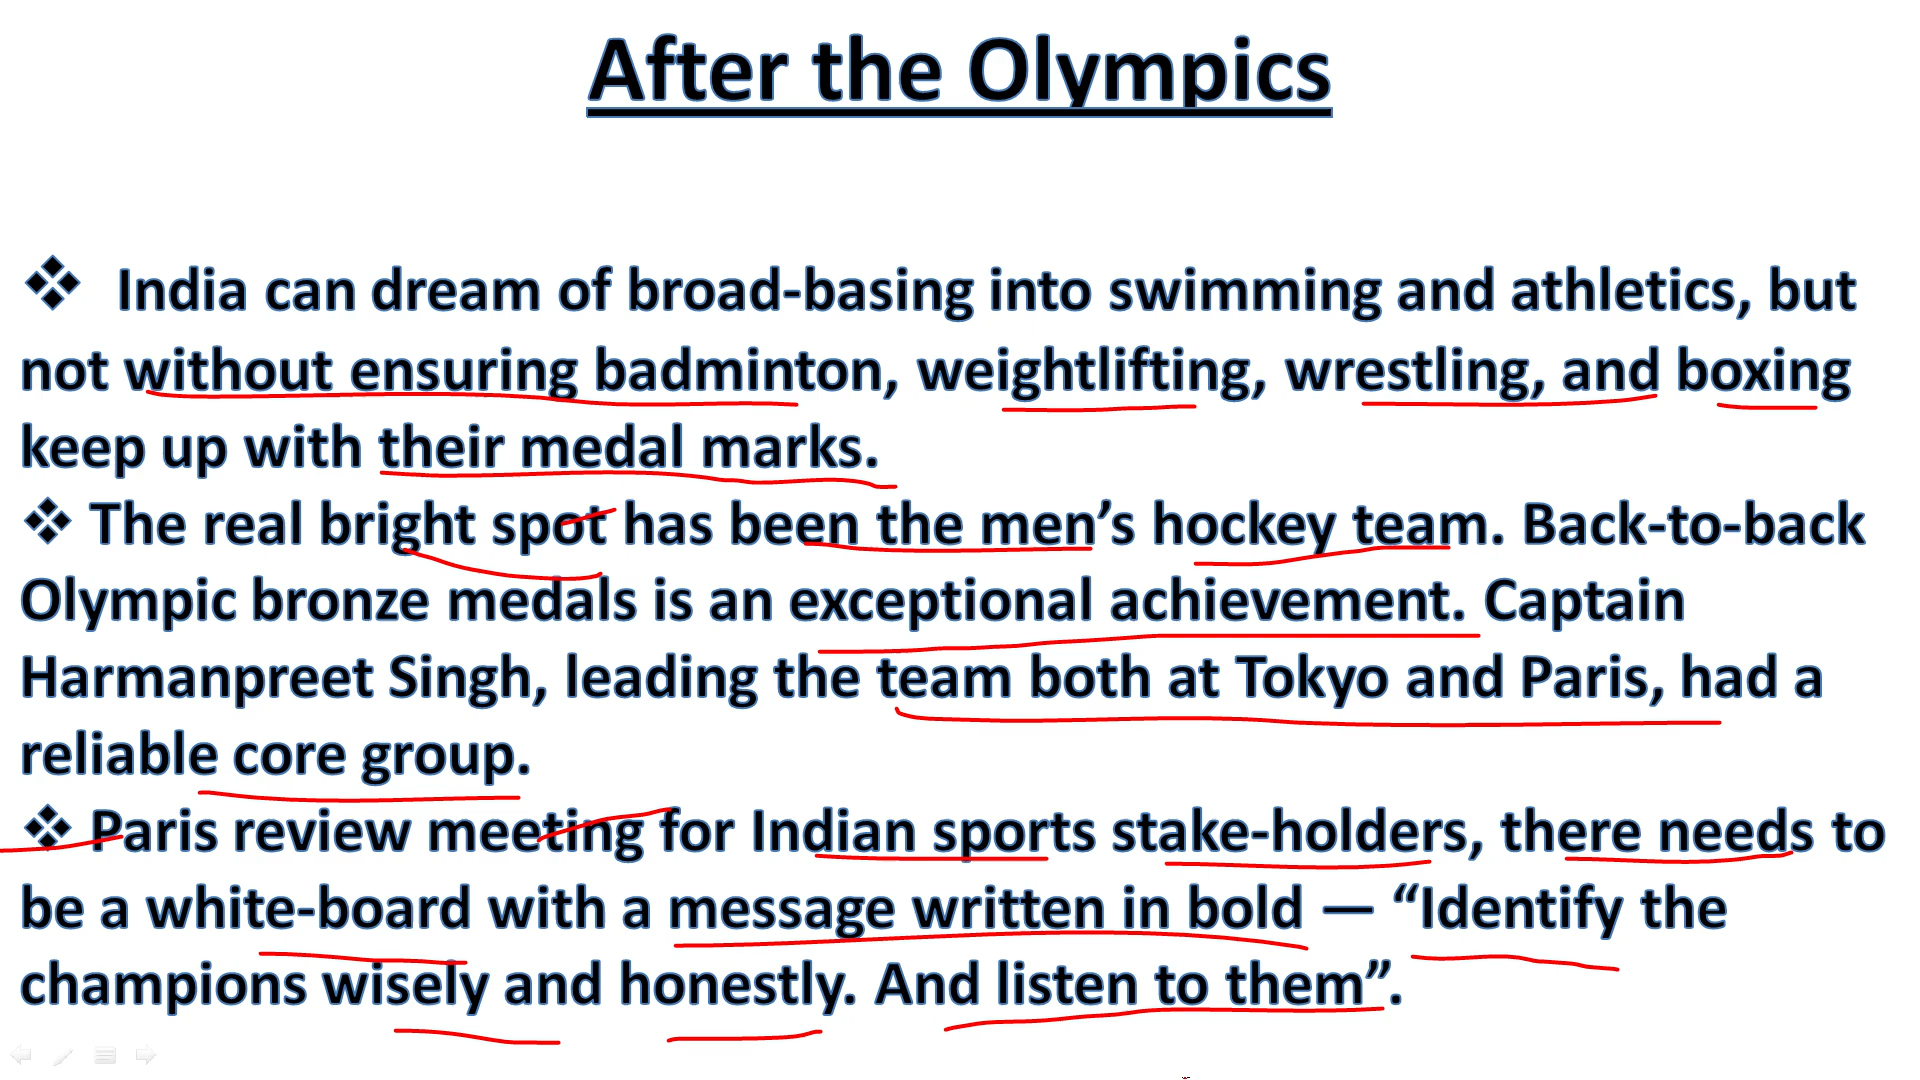 After the Olympics
❖ India can dream of broad-basing into swimming and athletics, but
not without ensuring badminton, weightlifting, wrestling, and boxing
keep up with their medal marks.
❖ The real bright spot has been the men’s hockey team. Back-to-back
Olympic bronze medals is an exceptional achievement. Captain
Harmanpreet Singh, leading the team both at Tokyo and Paris, had a
reliable core group.
❖ Paris review meeting for Indian sports stake-holders, there needs to
be a white-board with a message written in bold — “Identify the
champions wisely and honestly. And listen to them”.